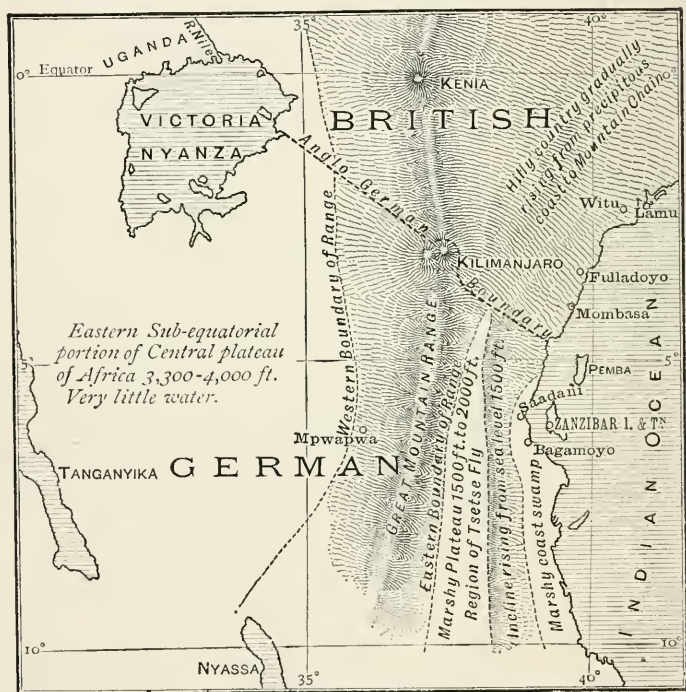 35°
40°
UGANDA
R. Nile
0° Equator
0°
KENIA
VICTORIA
NYANZA
BRITISH
Hilly country gradually
rising from precipitous
coast to Mountain Chain
Anglo German
Boundary
Witu
Lamu
Western Boundary of Range
KILIMANJARO
Fulladoyo
Mombasa
Eastern Sub-equatorial
portion of Central plateau
of Africa 3,300-4,000 ft.
Very little water.
5°
5°
PEMBA
Saadani
ZANZIBAR I. & TN
Mpwapwa
Bagamoyo
TANGANYIKA
GERMAN
GREAT MOUNTAIN RANGE
Eastern Boundary of Range
Marshy Plateau 1500 ft. to 2000 ft.
Region of Tsetse Fly
Incline rising from sea level 1500 ft.
Marshy coast swamp
INDIAN OCEAN
10°
10°
NYASSA
35°
40°